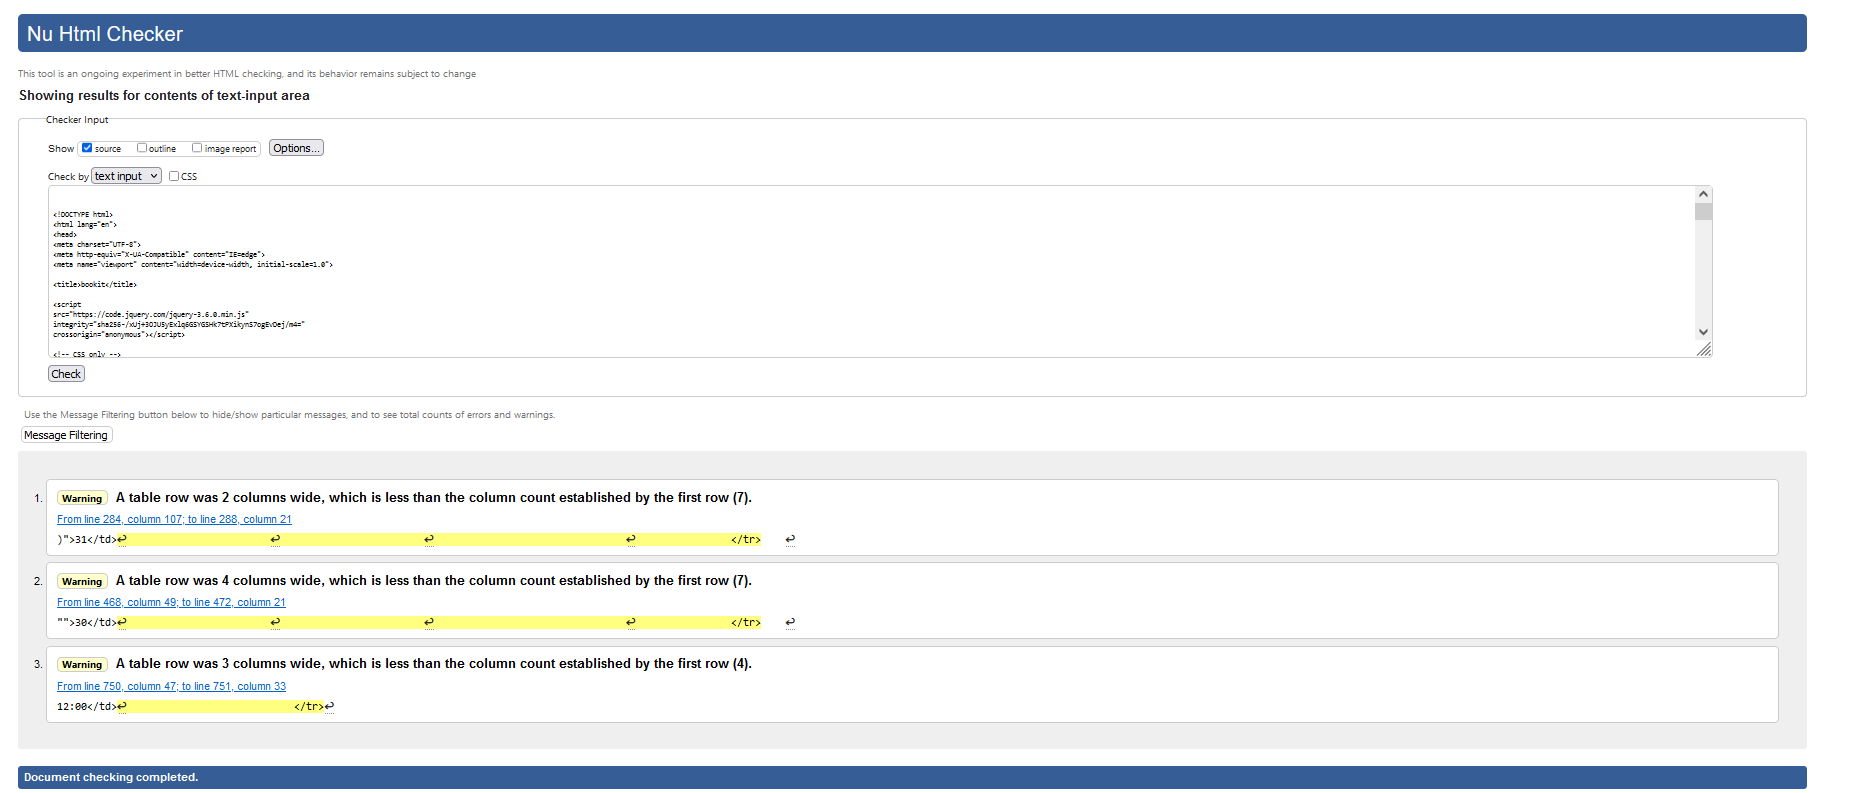 Nu Html Checker
This tool is an ongoing experiment in better HTML checking, and its behavior remains subject to change
Showing results for contents of text-input area
Checker Input
Show source outline image report Options...
Check by text input CSS
<!DOCTYPE html>
<html lang="en">
<head>
<meta charset="UTF-8">
<meta http-equiv="X-UA-Compatible" content="IE=edge">
<meta name="viewport" content="width=device-width, initial-scale=1.0">
<title>bookit</title>
<script
src="https://code.jquery.com/jquery-3.6.0.min.js"
crossorigin="anonymous"></script>
<!-- CSS only -->
Check
Use the Message Filtering button below to hide/show particular messages, and to see total counts of errors and warnings.
Message Filtering
1. Warning A table row was 2 columns wide, which is less than the column count established by the first row (7).
From line 284, column 107; to line 288, column 21
)">31</td>↩ ↩ ↩ ↩ </tr> ↩
2. Warning A table row was 4 columns wide, which is less than the column count established by the first row (7).
From line 468, column 49; to line 472, column 21
"">30</td>↩ ↩ ↩ ↩ </tr> ↩
3. Warning A table row was 3 columns wide, which is less than the column count established by the first row (4).
From line 750, column 47; to line 751, column 33
12:00</td>↩ </tr>↩
Document checking completed.